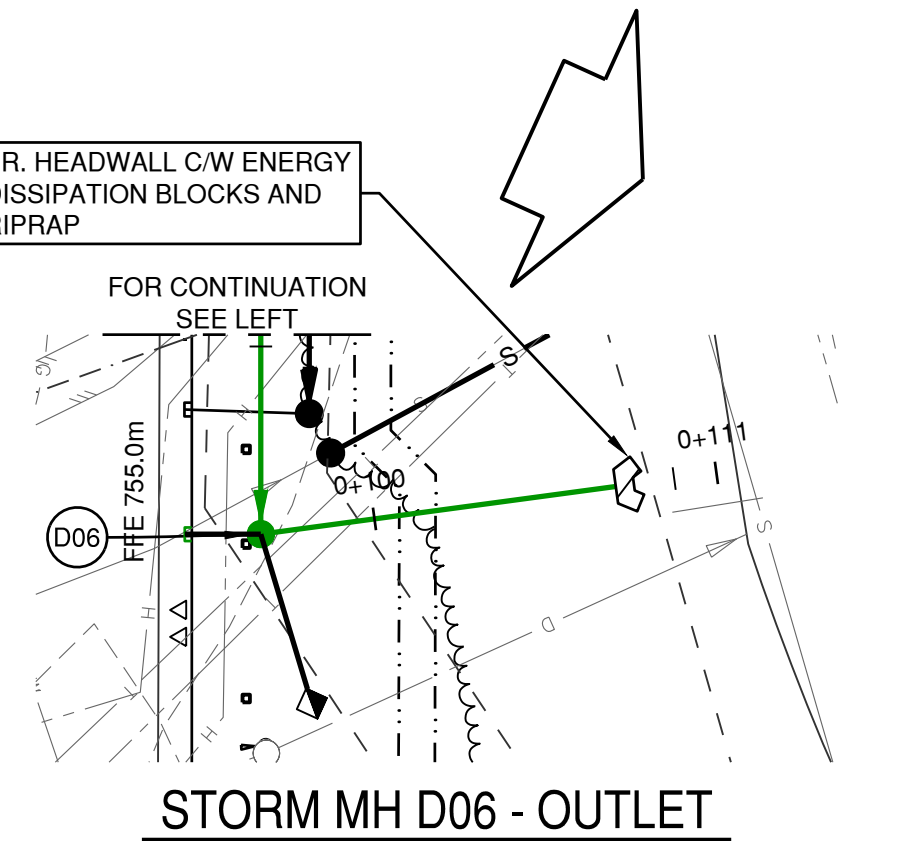 R. HEADWALL C/W ENERGY
DISSIPATION BLOCKS AND
RIPRAP
FOR CONTINUATION
SEE LEFT
S
S
H
0+111
0+100
FFE 755.0m
D06
S
H
D
H
STORM MH D06 - OUTLET